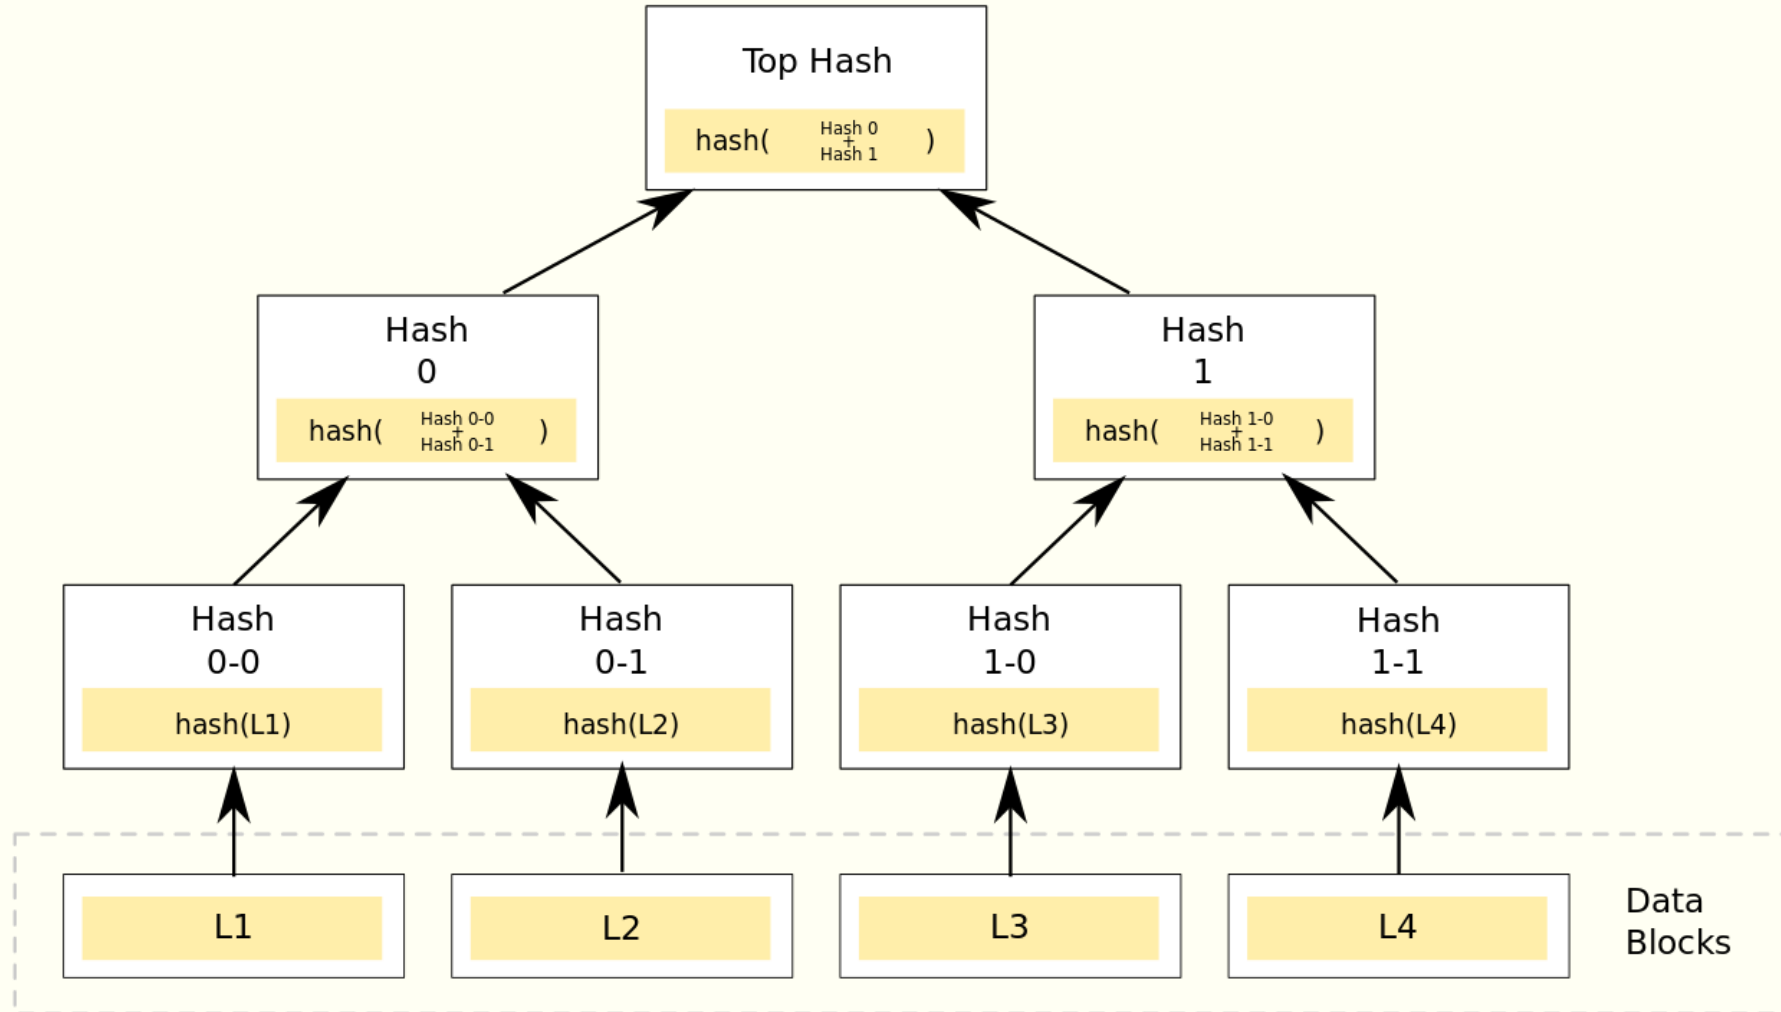 Top Hash
hash( Hash 0 + Hash 1 )
Hash
0
hash( Hash 0-0 + Hash 0-1 )
Hash
1
hash( Hash 1-0 + Hash 1-1 )
Hash
0-0
hash(L1)
Hash
0-1
hash(L2)
Hash
1-0
hash(L3)
Hash
1-1
hash(L4)
L1
L2
L3
L4
Data
Blocks